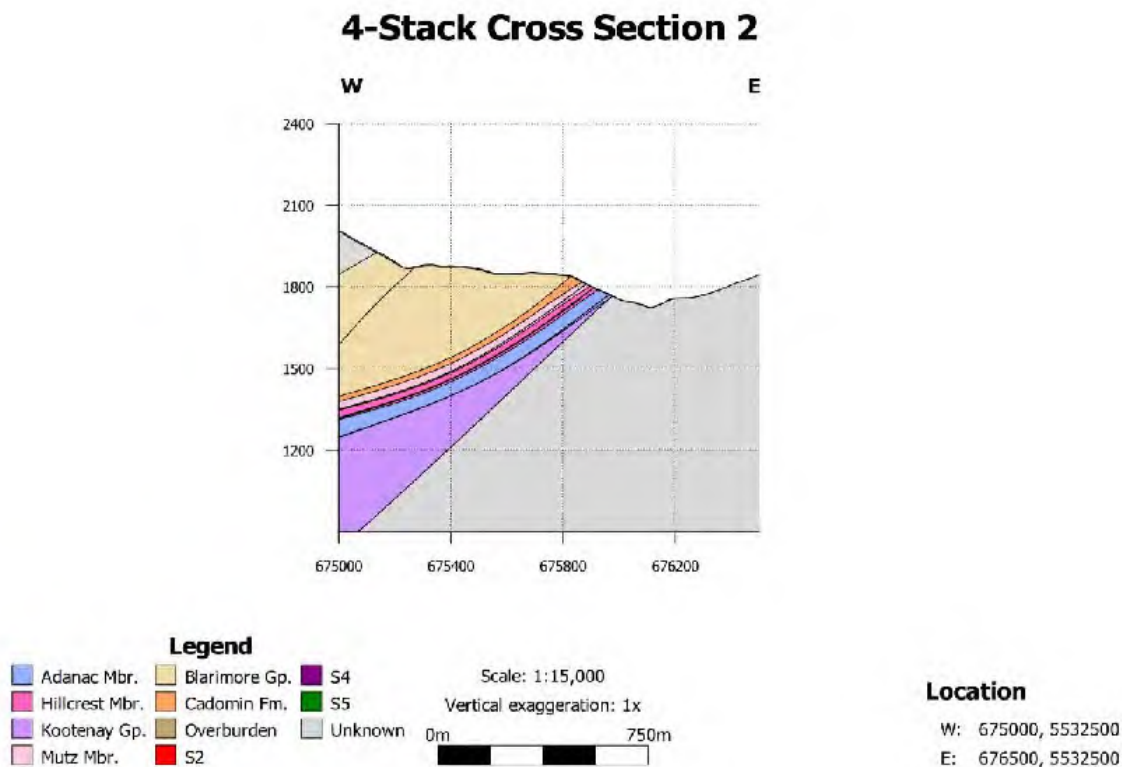 4-Stack Cross Section 2
W E
2400
2100
1800
1500
1200
675000 675400 675800 676200
Legend
Adanac Mbr. Blarimore Gp. S4
Hillcrest Mbr. Cadomin Fm. S5
Kootenay Gp. Overburden Unknown
Mutz Mbr. S2
Scale: 1:15,000
Vertical exaggeration: 1x
0m 750m
Location
W: 675000, 5532500
E: 676500, 5532500